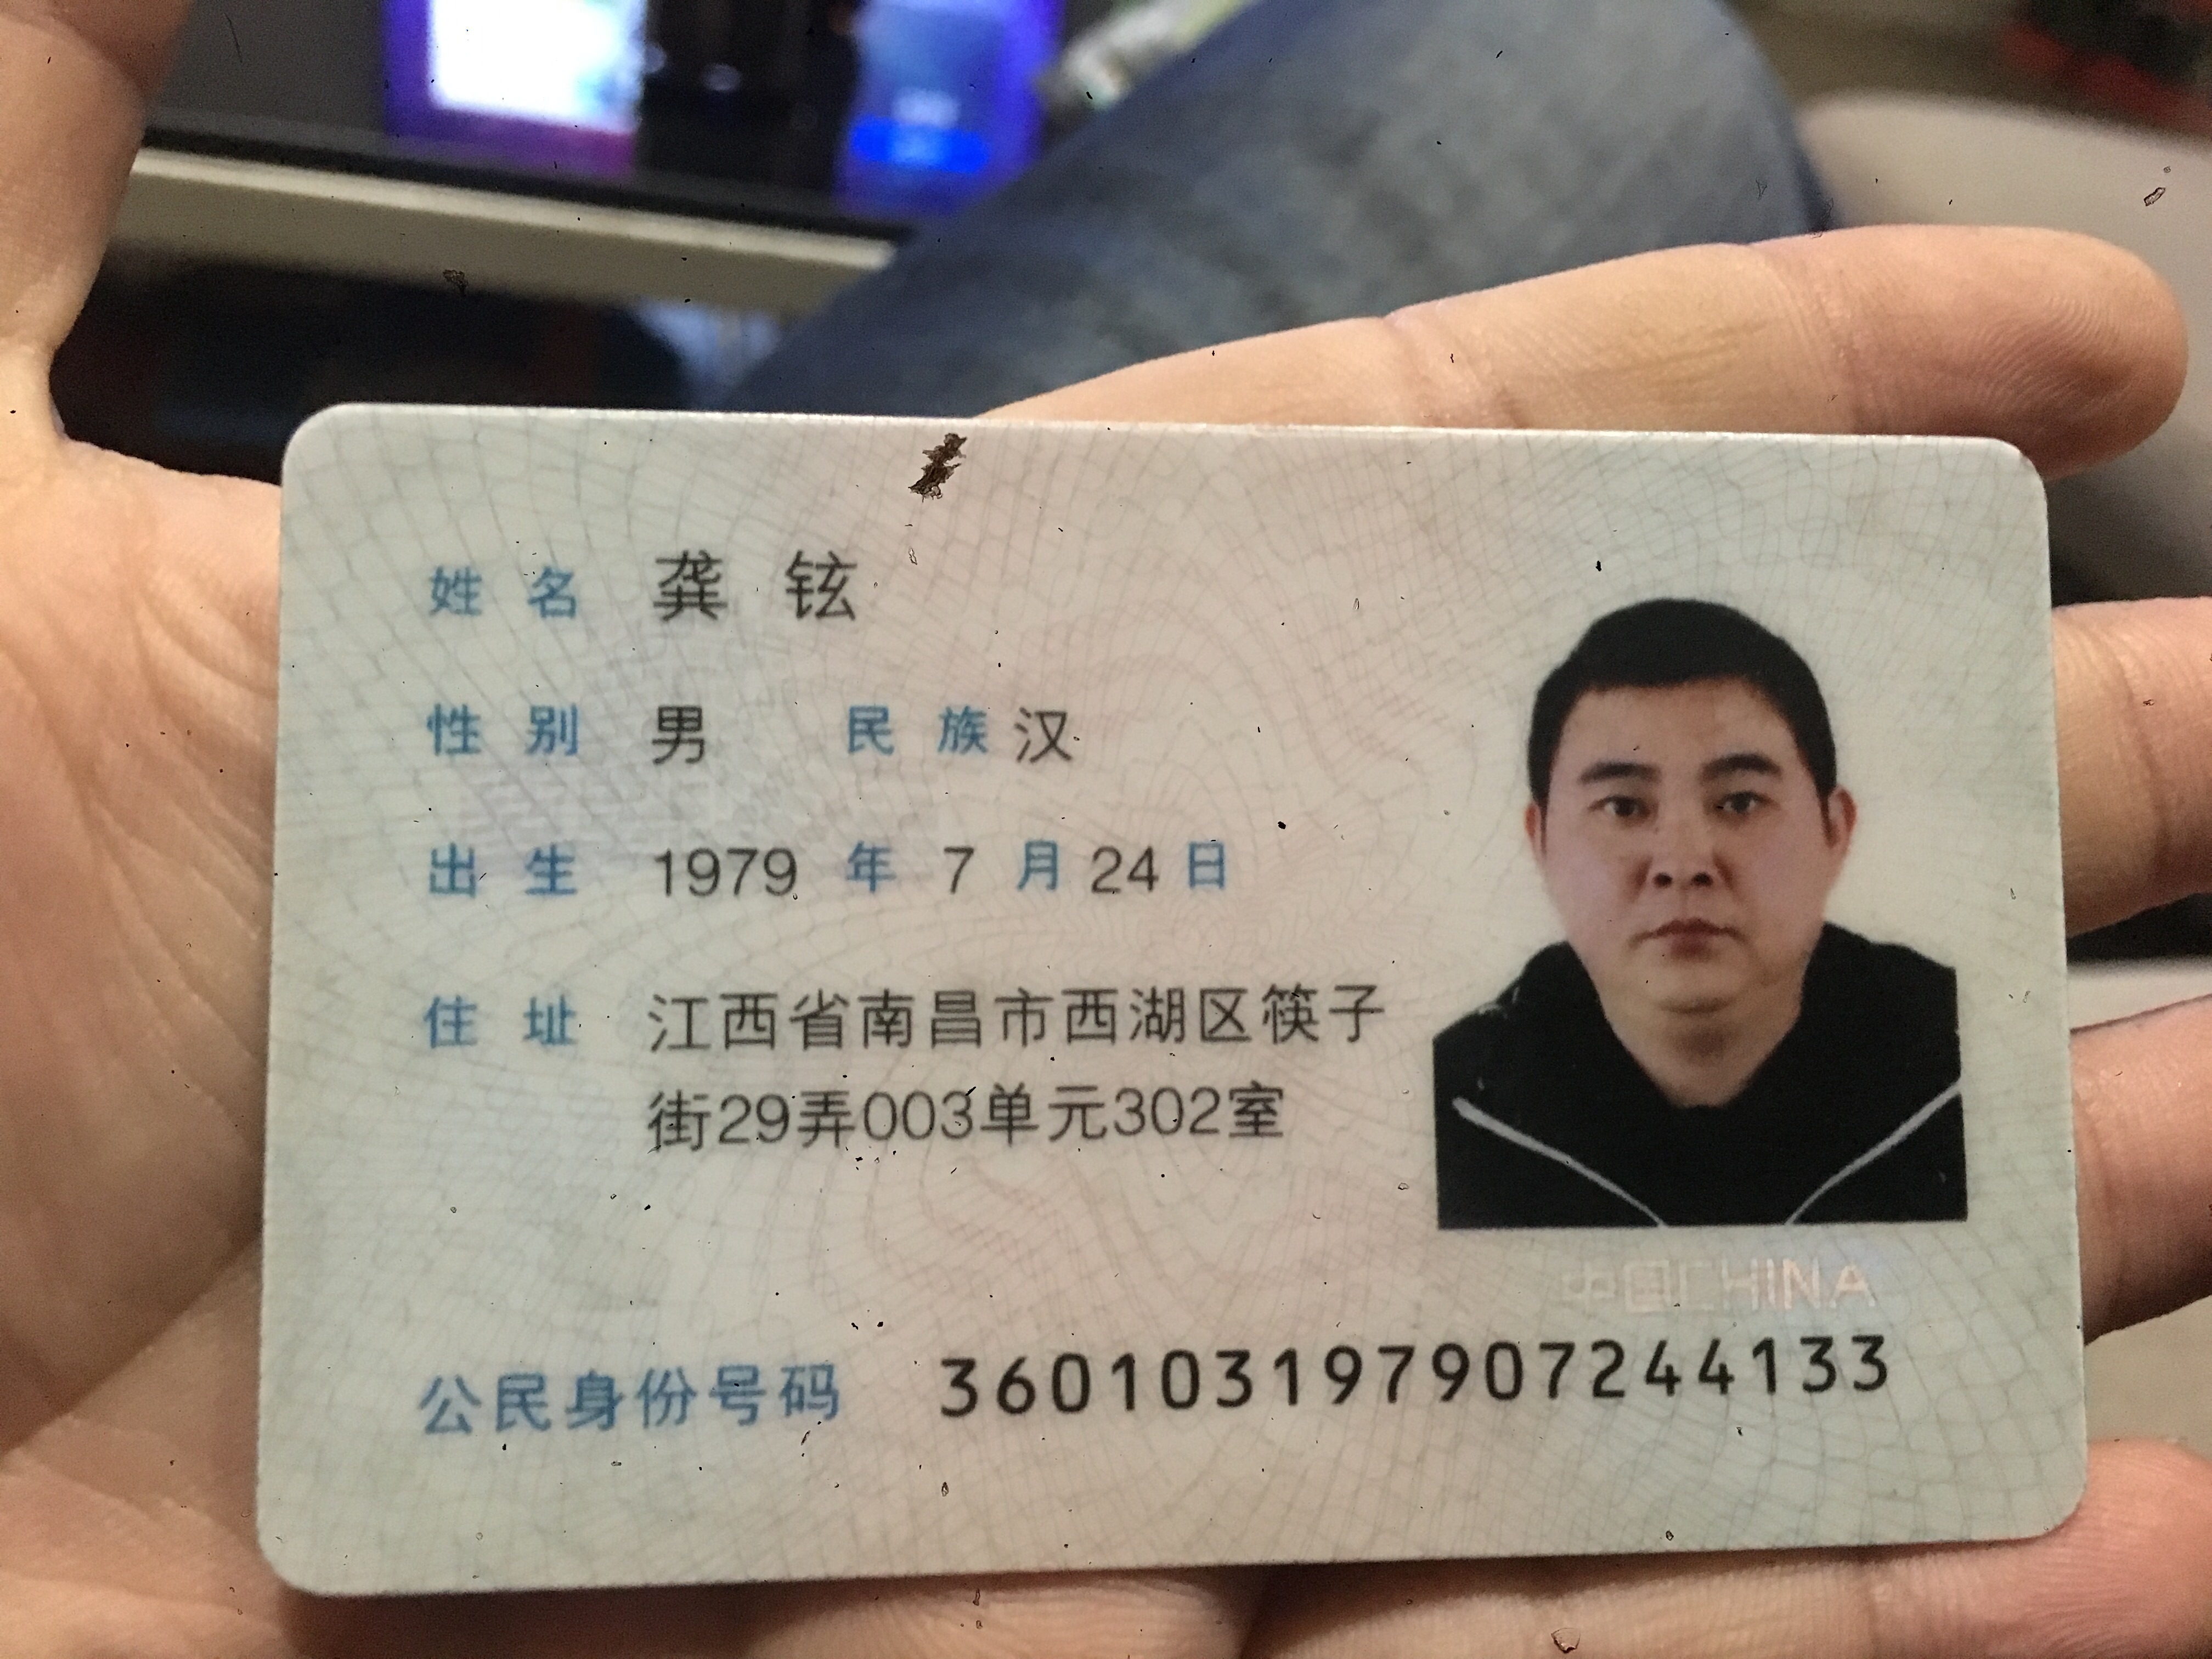 姓名 龚铉
性别 男 民族 汉
出生 1979 年 7 月 24 日
住址 江西省南昌市西湖区筷子
街29弄003单元302室
中国CHINA
公民身份号码 360103197907244133